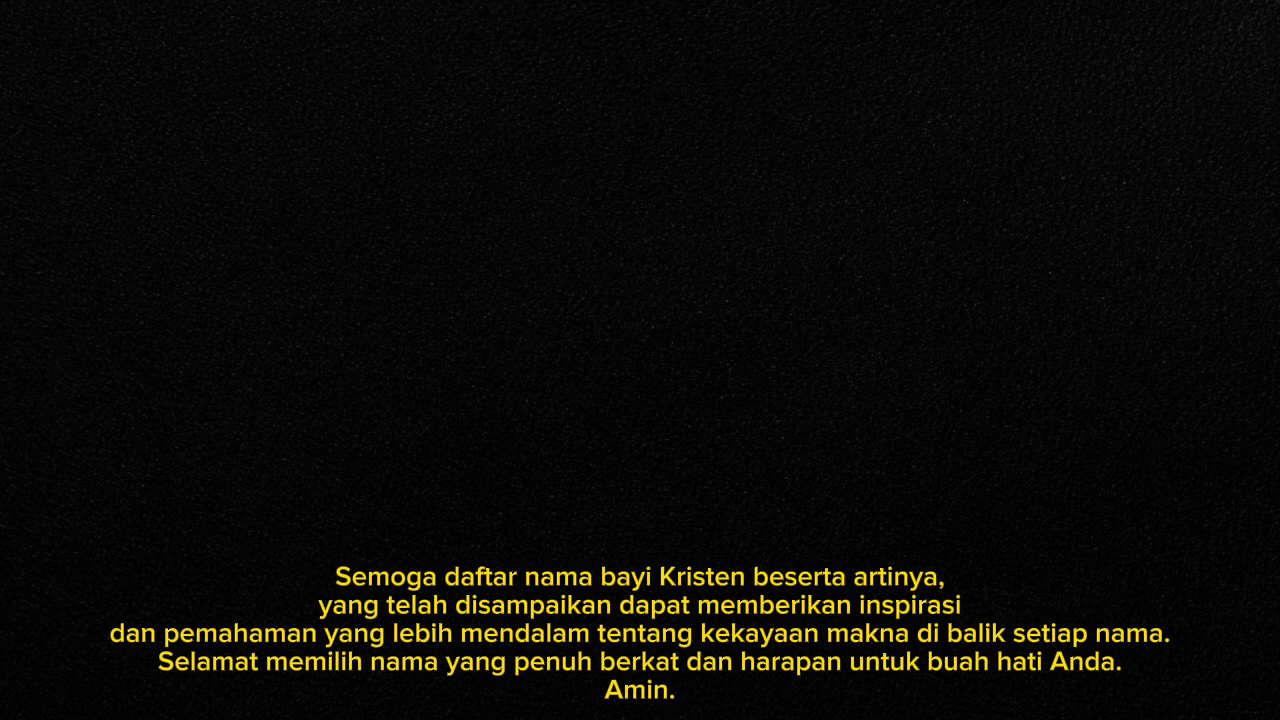 Semoga daftar nama bayi Kristen beserta artinya,
yang telah disampaikan dapat memberikan inspirasi
dan pemahaman yang lebih mendalam tentang kekayaan makna di balik setiap nama.
Selamat memilih nama yang penuh berkat dan harapan untuk buah hati Anda.
Amin.